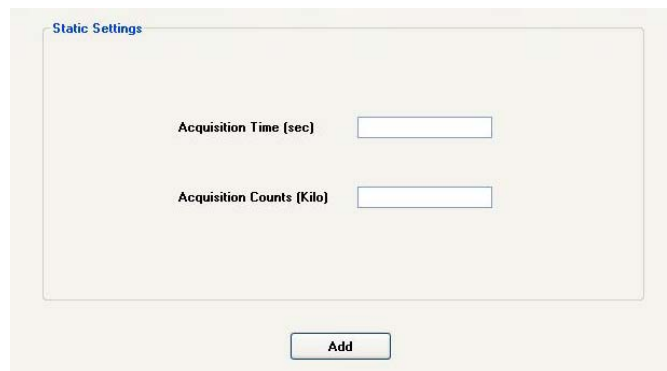 Static Settings
Acquisition Time (sec)
Acquisition Counts (Kilo)
Add